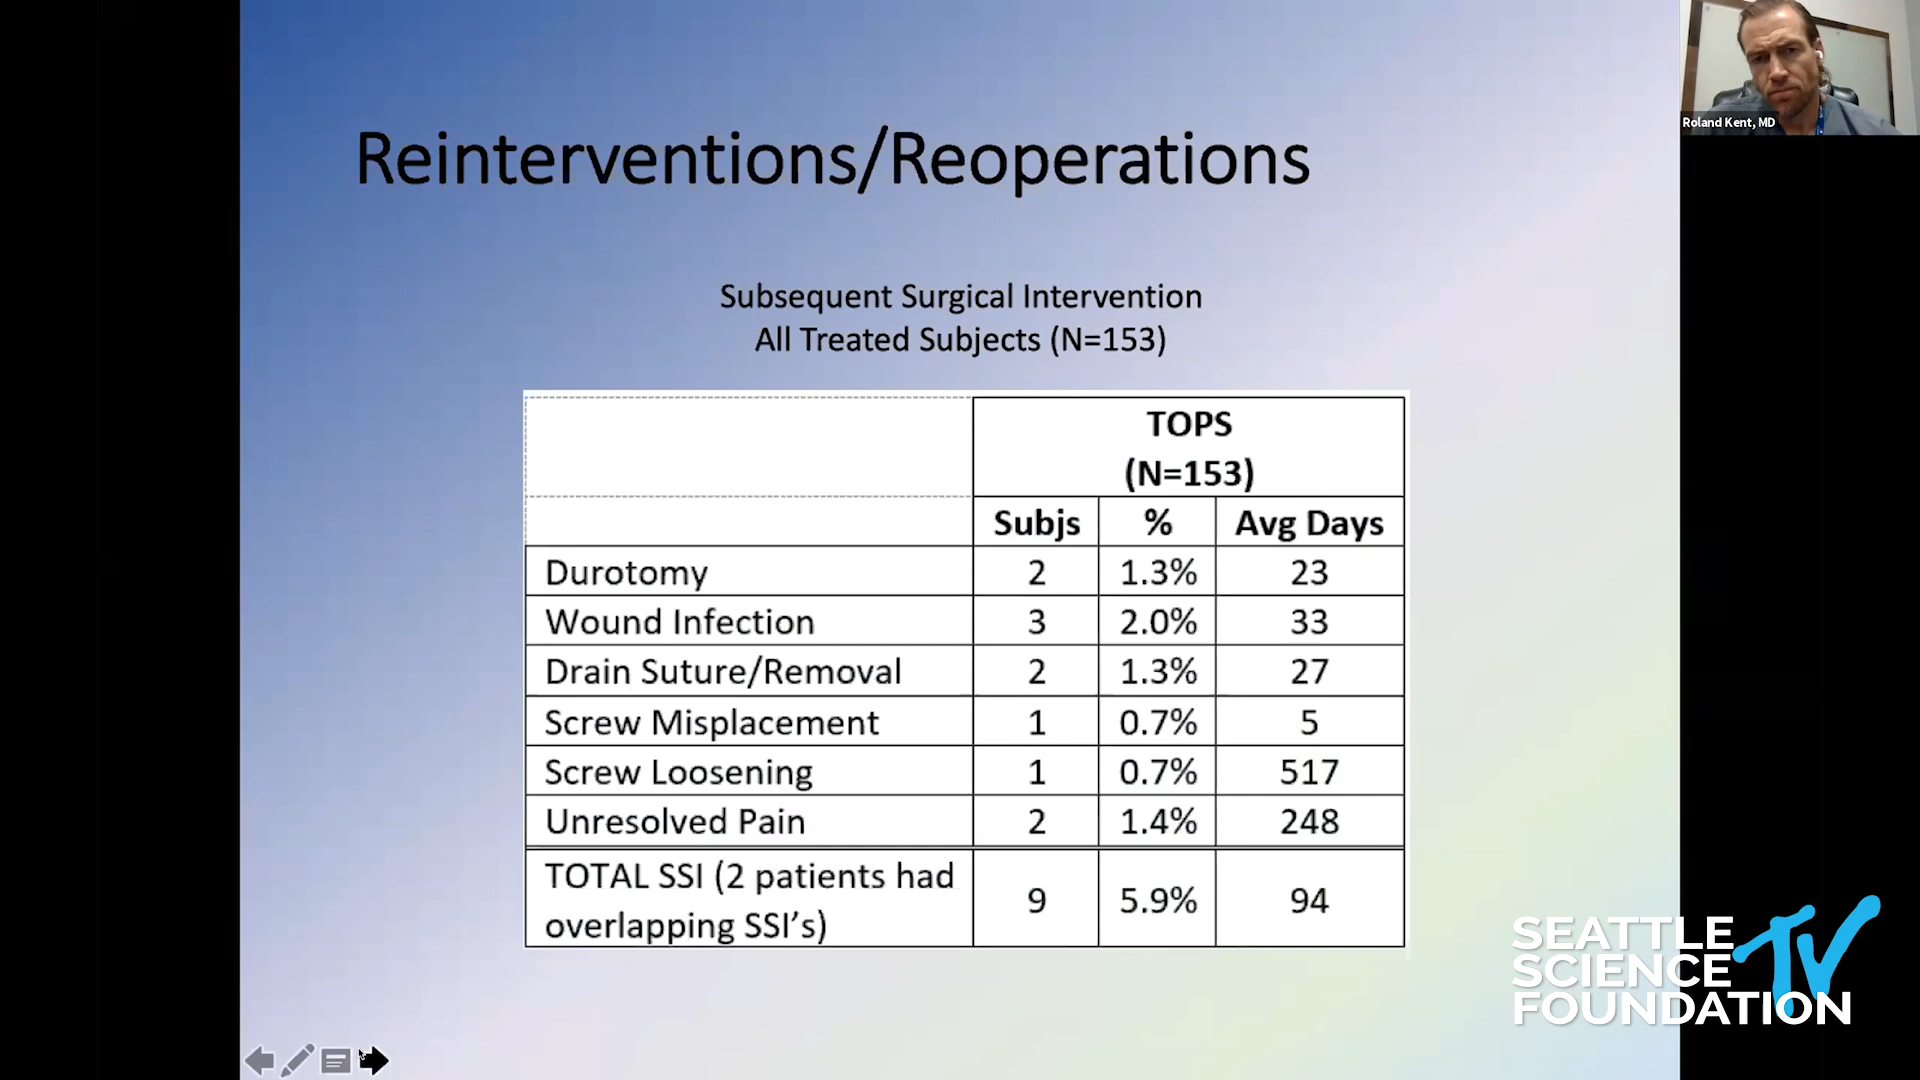 Roland Kent, MD
Reinterventions/Reoperations
Subsequent Surgical Intervention
All Treated Subjects (N=153)
TOPS
(N=153)
Subjs % Avg Days
Durotomy 2 1.3% 23
Wound Infection 3 2.0% 33
Drain Suture/Removal 2 1.3% 27
Screw Misplacement 1 0.7% 5
Screw Loosening 1 0.7% 517
Unresolved Pain 2 1.4% 248
TOTAL SSI (2 patients had
overlapping SSI's) 9 5.9% 94
SEATTLE
SCIENCE TV
FOUNDATION